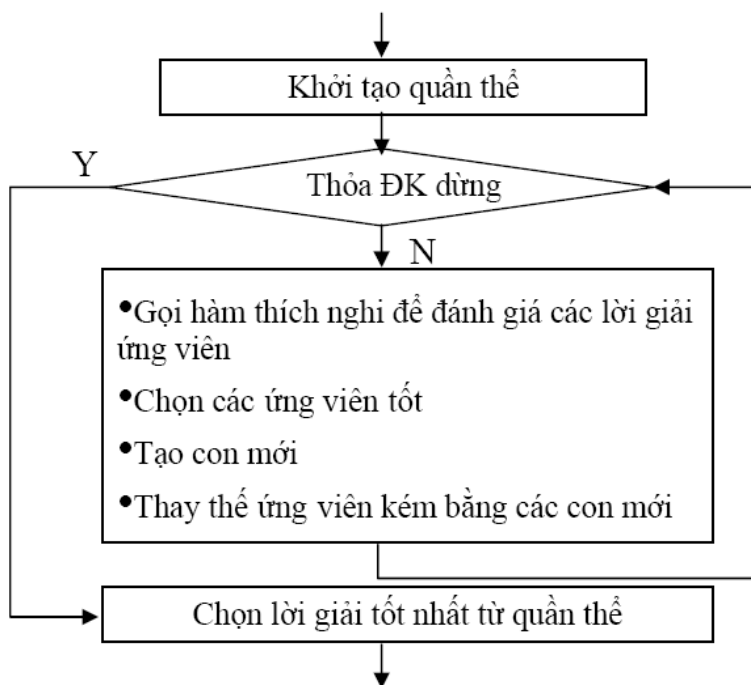 Khởi tạo quần thể
Y
Thỏa ĐK dừng
N
•Gọi hàm thích nghi để đánh giá các lời giải
ứng viên
•Chọn các ứng viên tốt
•Tạo con mới
•Thay thế ứng viên kém bằng các con mới
Chọn lời giải tốt nhất từ quần thể